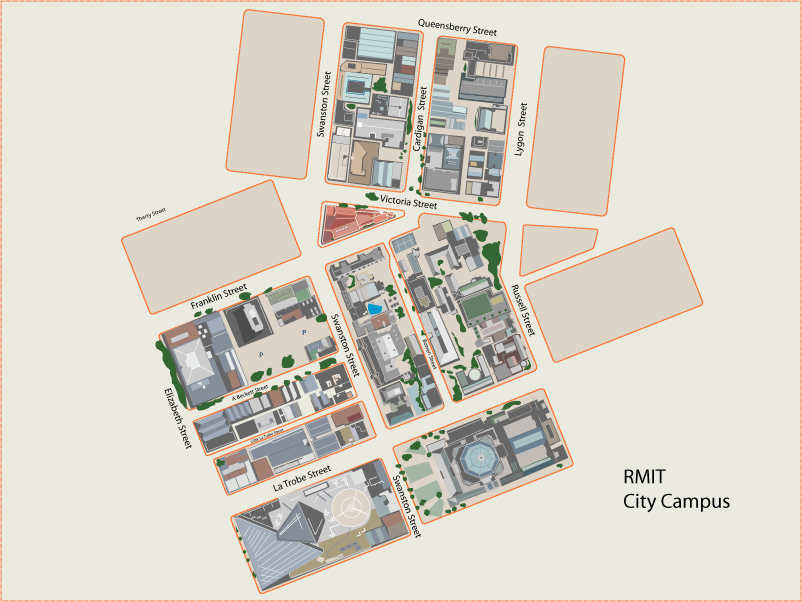 Queensberry Street
Swanston Street
Cardigan Street
Lygon Street
Victoria Street
Therty Street
Franklin Street
Swanston Street
Russell Street
Bowen Street
P
P
A'Beckett Street
Elizabeth Street
Little La Trobe Street
La Trobe Street
Swanston Street
RMIT
City Campus